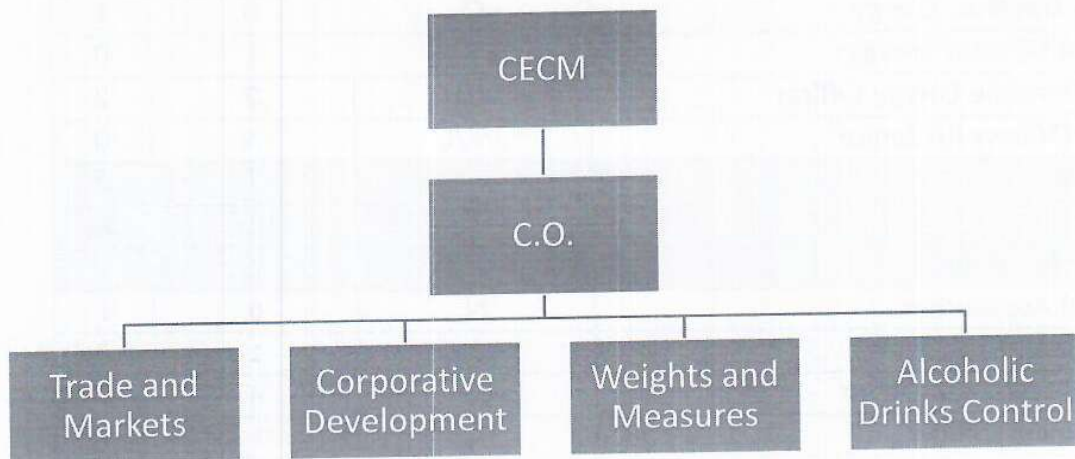 CECM
C.O.
Trade and
Markets
Corporative
Development
Weights and
Measures
Alcoholic
Drinks Control